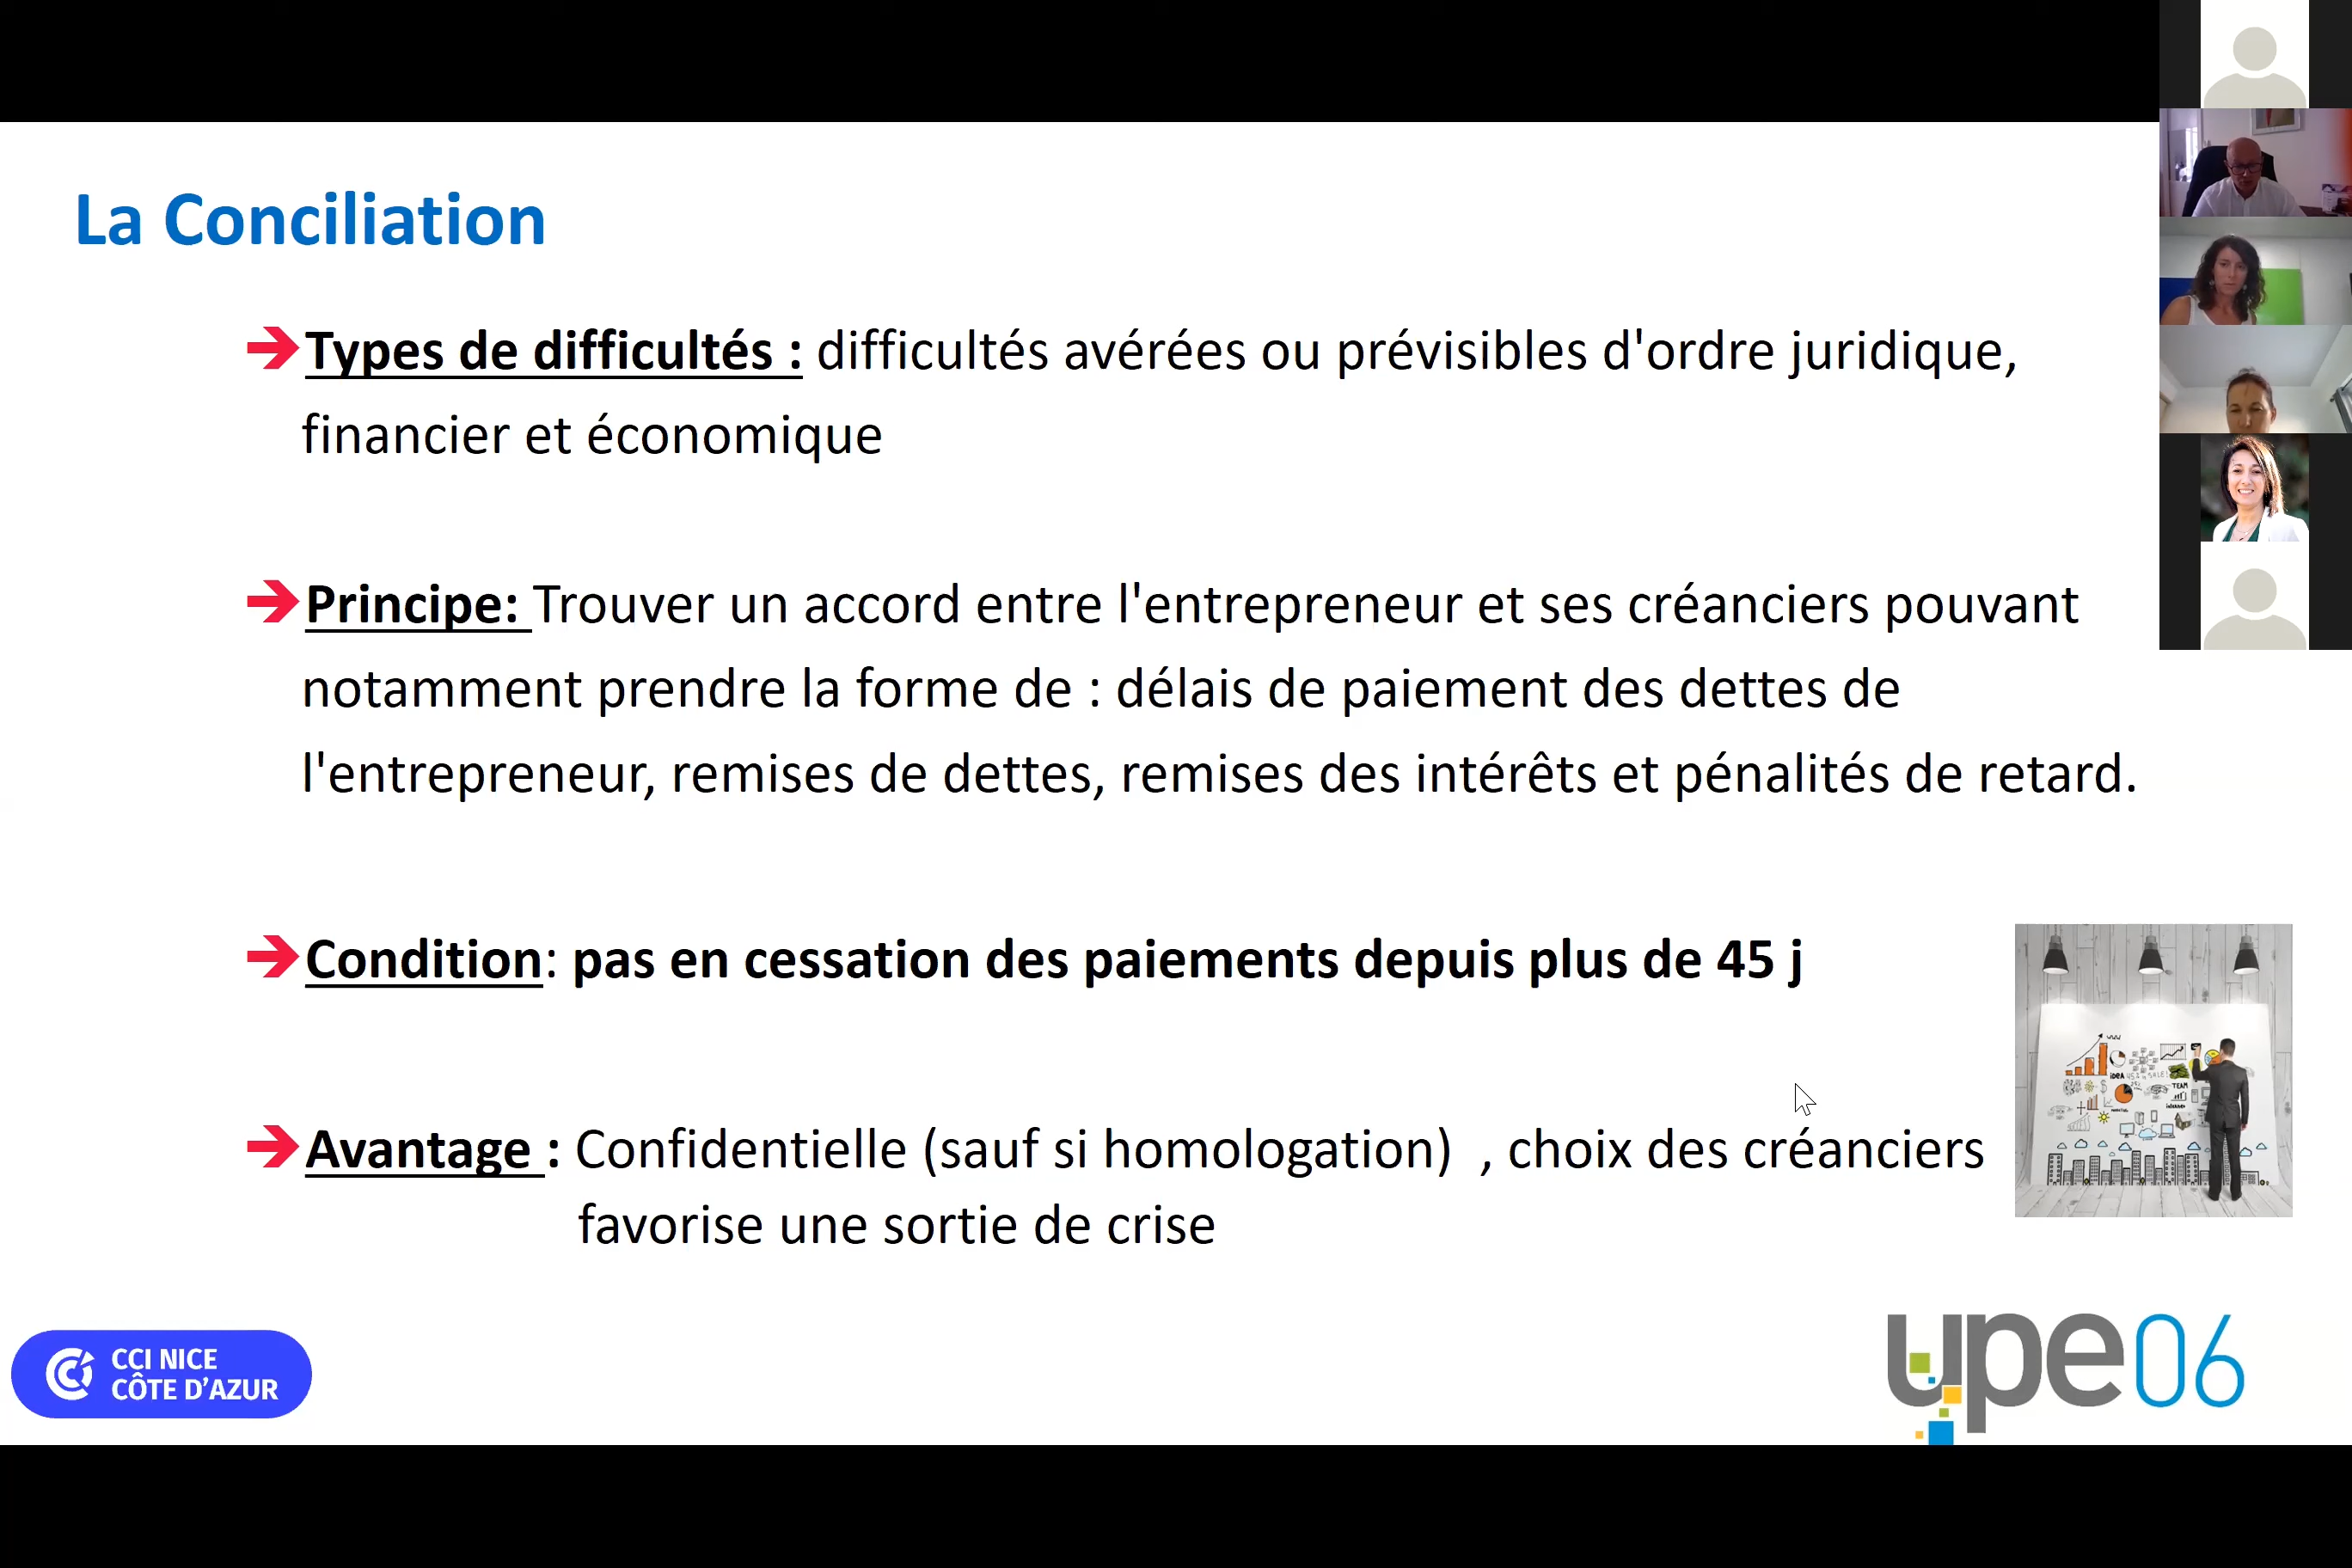 La Conciliation
Types de difficultés : difficultés avérées ou prévisibles d'ordre juridique,
financier et économique
Principe: Trouver un accord entre l'entrepreneur et ses créanciers pouvant
notamment prendre la forme de : délais de paiement des dettes de
l'entrepreneur, remises de dettes, remises des intérêts et pénalités de retard.
Condition: pas en cessation des paiements depuis plus de 45 j
Avantage : Confidentielle (sauf si homologation) , choix des créanciers
favorise une sortie de crise
IDEA
TEAM
CCI NICE
CÔTE D'AZUR
upe06